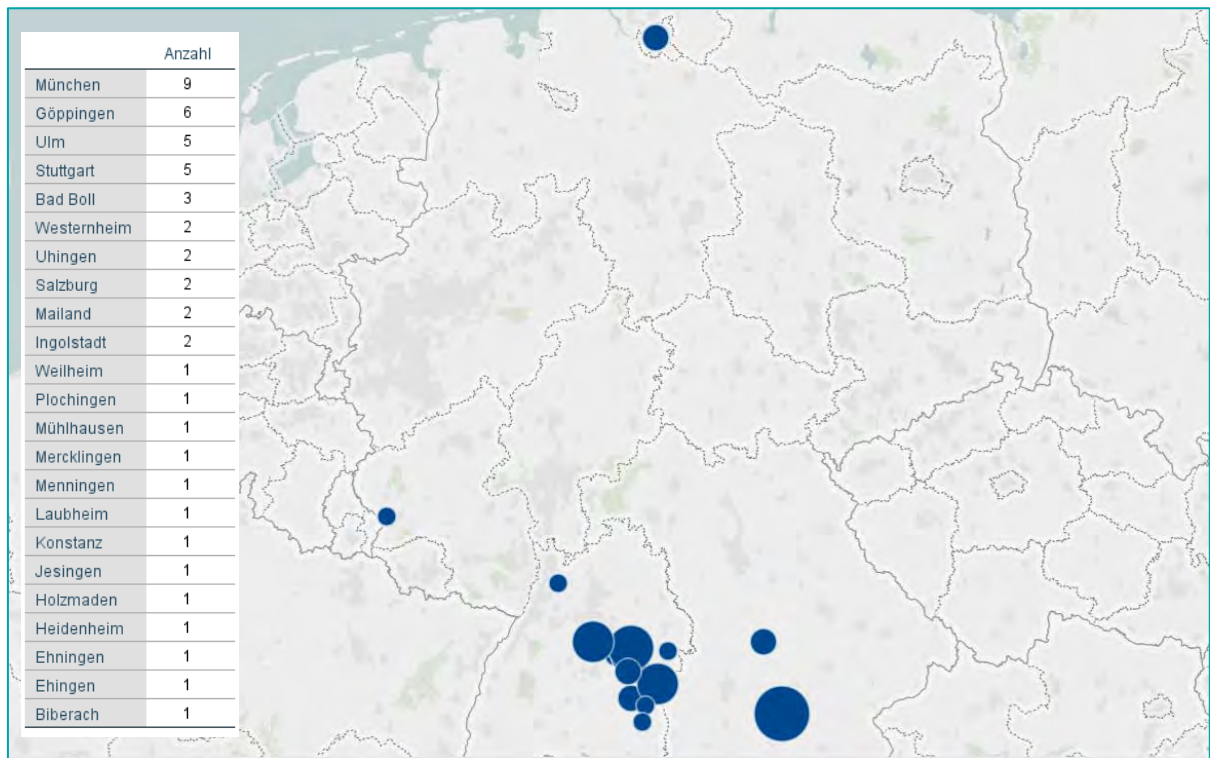 Anzahl
München 9
Göppingen 6
Ulm 5
Stuttgart 5
Bad Boll 3
Westernheim 2
Uhingen 2
Salzburg 2
Mailand 2
Ingolstadt 2
Weilheim 1
Plochingen 1
Mühlhausen 1
Mercklingen 1
Menningen 1
Laubheim 1
Konstanz 1
Jesingen 1
Holzmaden 1
Heidenheim 1
Ehningen 1
Ehingen 1
Biberach 1